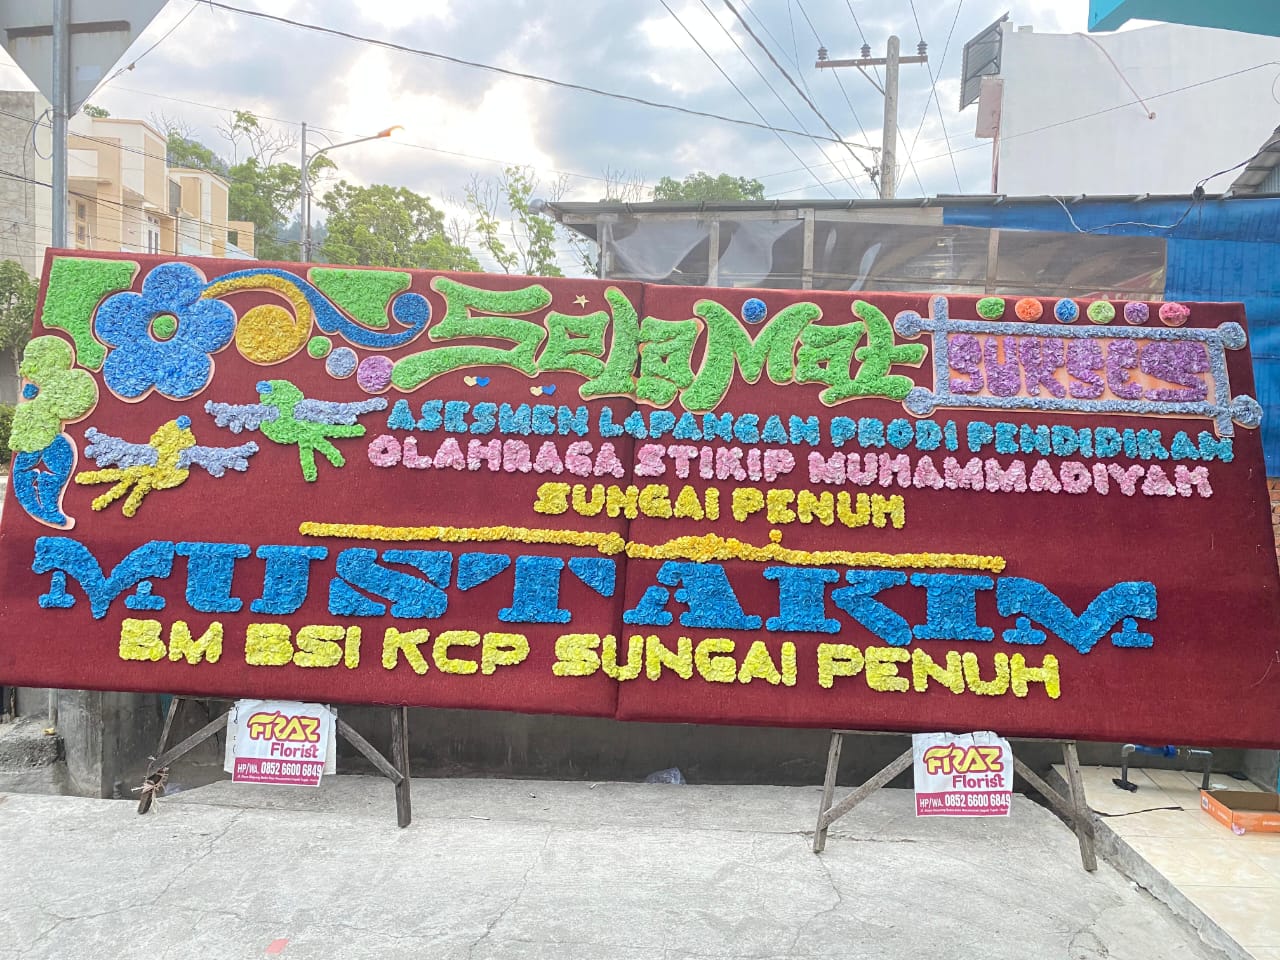 Selamat SUKSES
ASESMEN LAPANGAN PRODI PENDIDIKAN
OLAHRAGA STIKIP MUHAMMADIYAH
SUNGAI PENUH
MUSTAKIM
BM BSI KCP SUNGAI PENUH
FIRAZ
Florist
HP/WA. 0852 6600 6849
FIRAZ
Florist
HP/WA. 0852 6600 6849